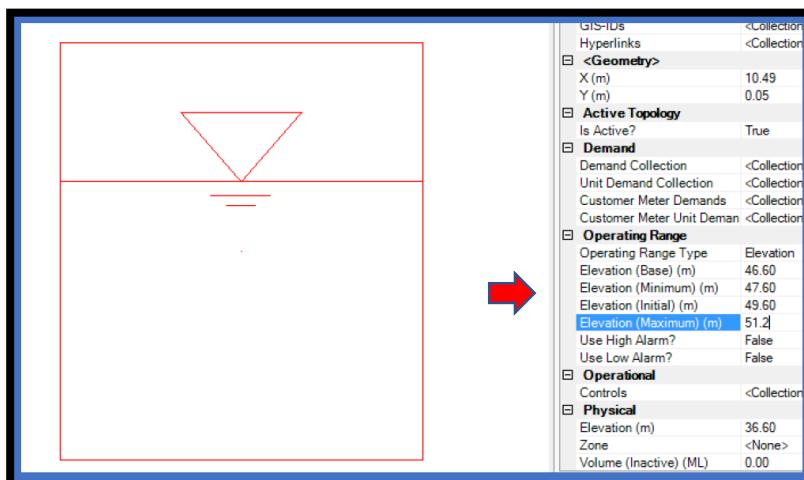 GIS-IDs <Collection
Hyperlinks <Collection
<Geometry>
X (m) 10.49
Y (m) 0.05
Active Topology
Is Active? True
Demand
Demand Collection <Collection
Unit Demand Collection <Collection
Customer Meter Demands <Collection
Customer Meter Unit Deman <Collection
Operating Range
Operating Range Type Elevation
Elevation (Base) (m) 46.60
Elevation (Minimum) (m) 47.60
Elevation (Initial) (m) 49.60
Elevation (Maximum) (m) 51.2
Use High Alarm? False
Use Low Alarm? False
Operational
Controls <Collection
Physical
Elevation (m) 36.60
Zone <None>
Volume (Inactive) (ML) 0.00